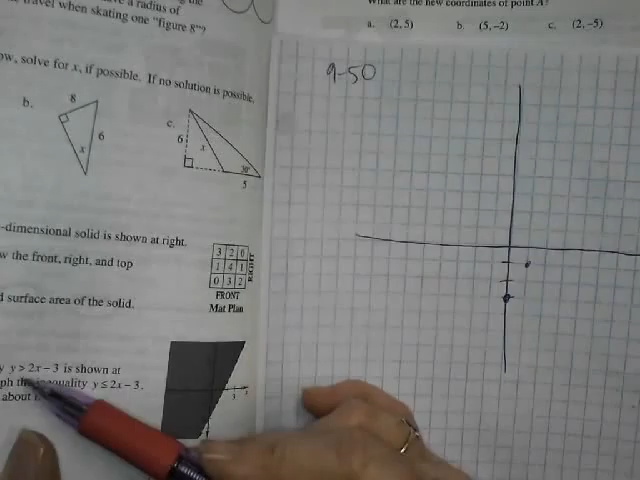 a radius of
travel when skating one "figure 8"?
What are the new coordinates of point A?
a. (2, 5) b. (5, -2) c. (2, -5)
solve for x, if possible. If no solution is possible,
b.
8
6
x
c.
6
x
30°
5
9-50
-dimensional solid is shown at right.
the front, right, and top
surface area of the solid.
3 2 0
1 4 1
0 3 2
RIGHT
FRONT
Mat Plan
y > 2x - 3 is shown at
inequality y ≤ 2x - 3.
about